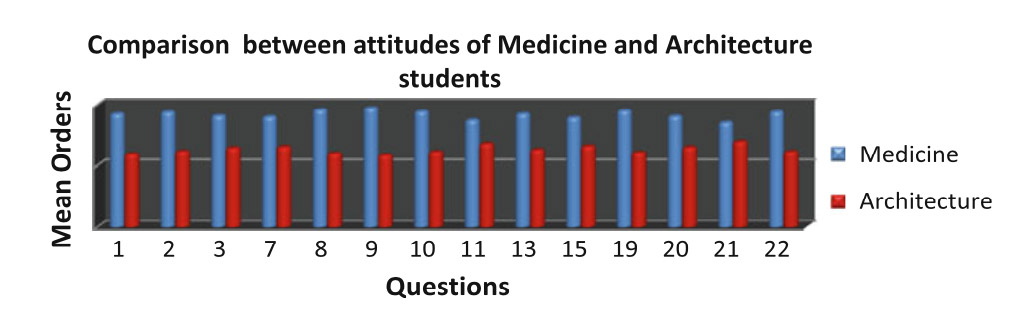 Comparison between attitudes of Medicine and Architecture
students
Mean Orders
1 2 3 7 8 9 10 11 13 15 19 20 21 22
Questions
Medicine
Architecture